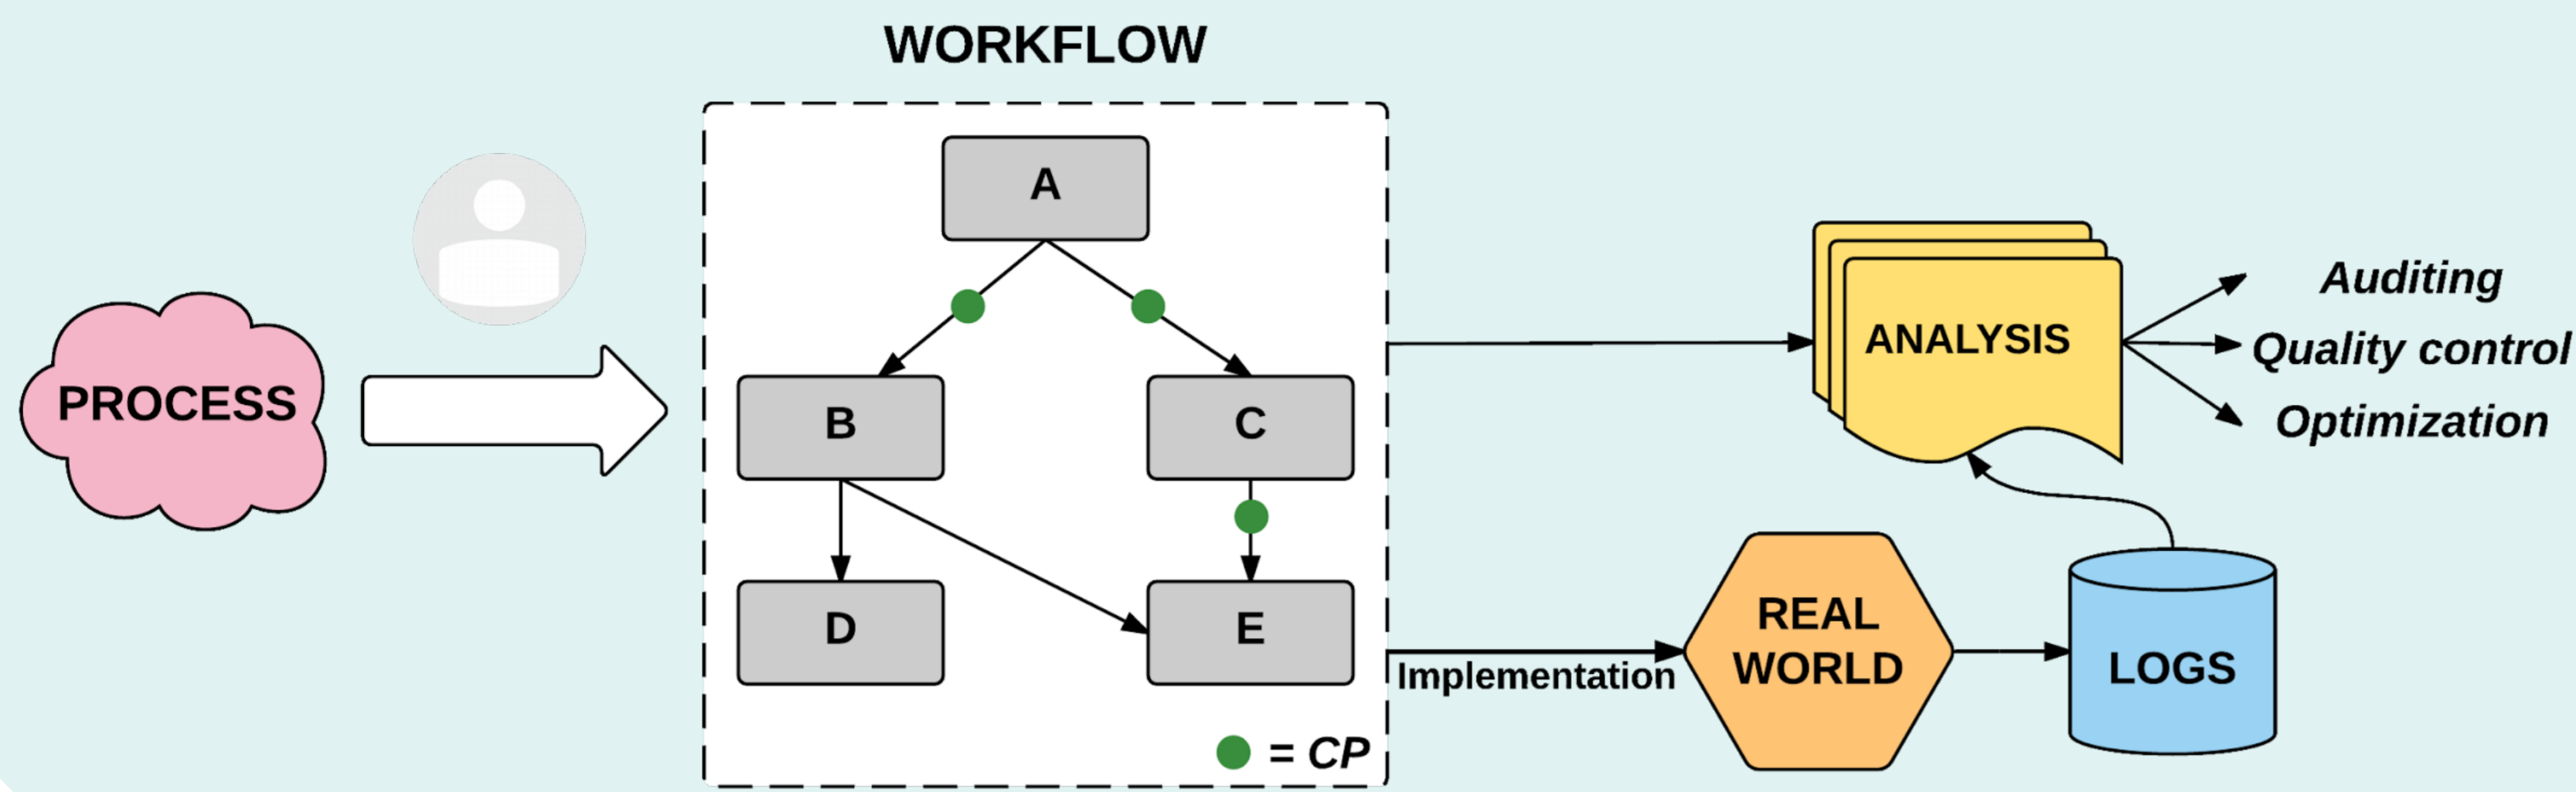 WORKFLOW
PROCESS
A
B
C
D
E
= CP
Implementation
ANALYSIS
Auditing
Quality control
Optimization
REAL
WORLD
LOGS